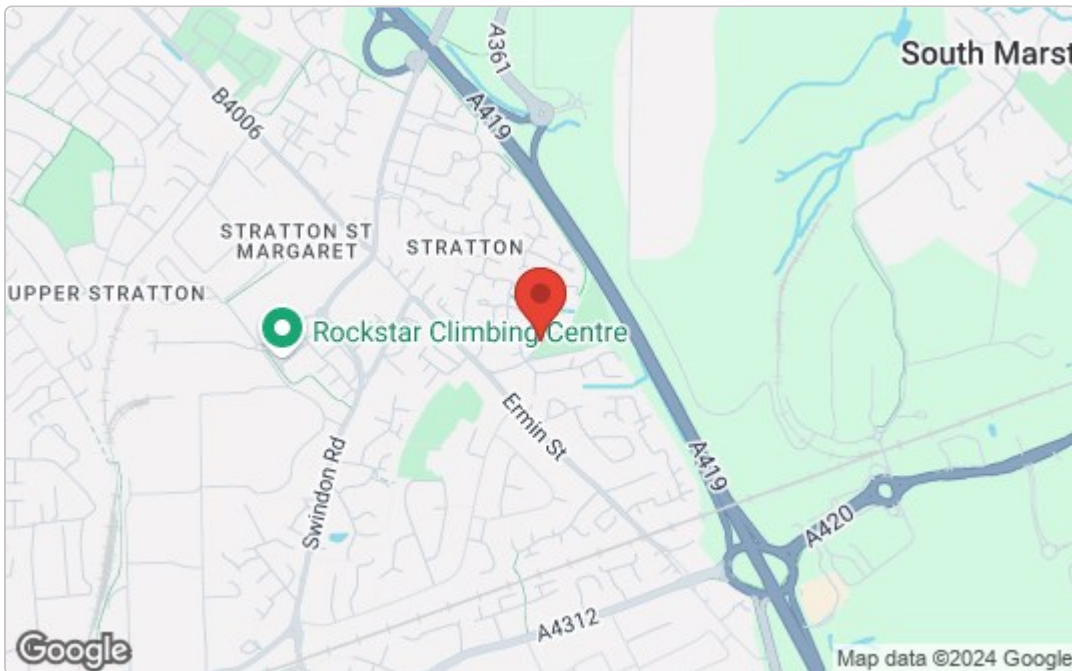 A361
South Marst
B4006
A419
STRATTON ST
MARGARET
STRATTON
UPPER STRATTON
Rockstar Climbing Centre
Ermin St
Swindon Rd
A419
A420
A4312
Google
Map data ©2024 Google